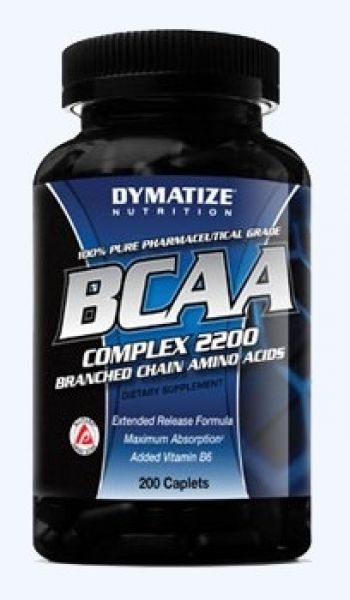 DYMATIZE
NUTRITION
100% PURE PHARMACEUTICAL GRADE
BCAA
COMPLEX 2200
BRANCHED CHAIN AMINO ACIDS
DIETARY SUPPLEMENT
Extended Release Formula
Maximum Absorption
Added Vitamin B6
200 Caplets